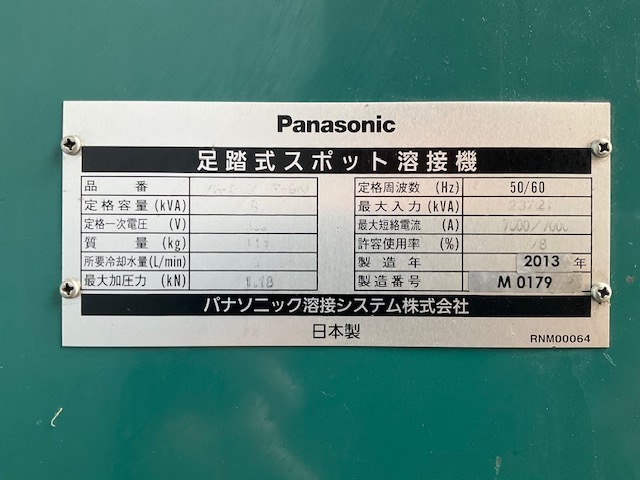 Panasonic
足踏式スポット溶接機
品番
定格容量(kVA)
定格一次電圧(V)
質量(kg)
所要冷却水量(L/min)
最大加圧力(kN)
定格周波数(Hz) 50/60
最大入力(kVA)
最大短絡電流(A)
許容使用率(%)
製造年 2013年
製造番号 M 0179
パナソニック溶接システム株式会社
日本製
RNM00064